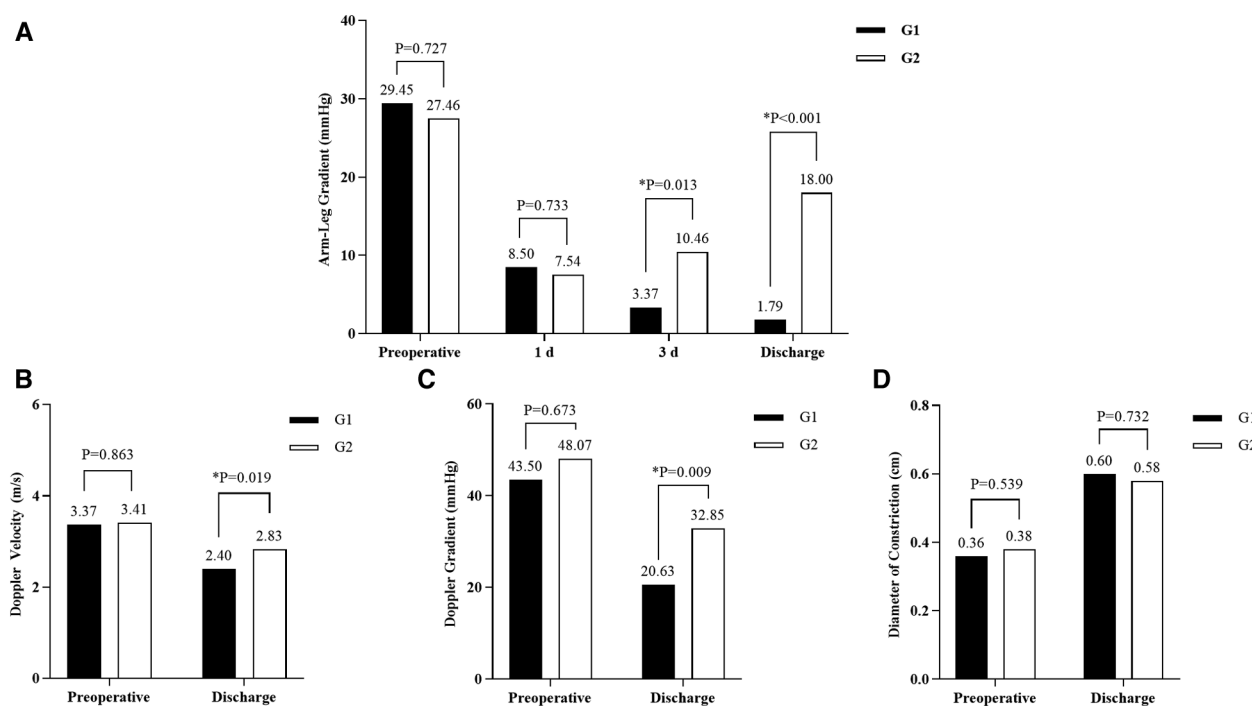 A
Arm-Leg Gradient (mmHg)
40
30
20
10
0
P=0.727
29.45
27.46
P=0.733
8.50
7.54
*P=0.013
3.37
10.46
*P<0.001
1.79
18.00
Preoperative
1 d
3 d
Discharge
G1
G2
B
Doppler Velocity (m/s)
6
4
2
0
P=0.863
3.37
3.41
*P=0.019
2.40
2.83
Preoperative
Discharge
G1
G2
C
Doppler Gradient (mmHg)
60
40
20
0
P=0.673
43.50
48.07
*P=0.009
20.63
32.85
Preoperative
Discharge
G1
G2
D
Diameter of Constriction (cm)
0.8
0.6
0.4
0.2
0.0
P=0.539
0.36
0.38
P=0.732
0.60
0.58
Preoperative
Discharge
G1
G2